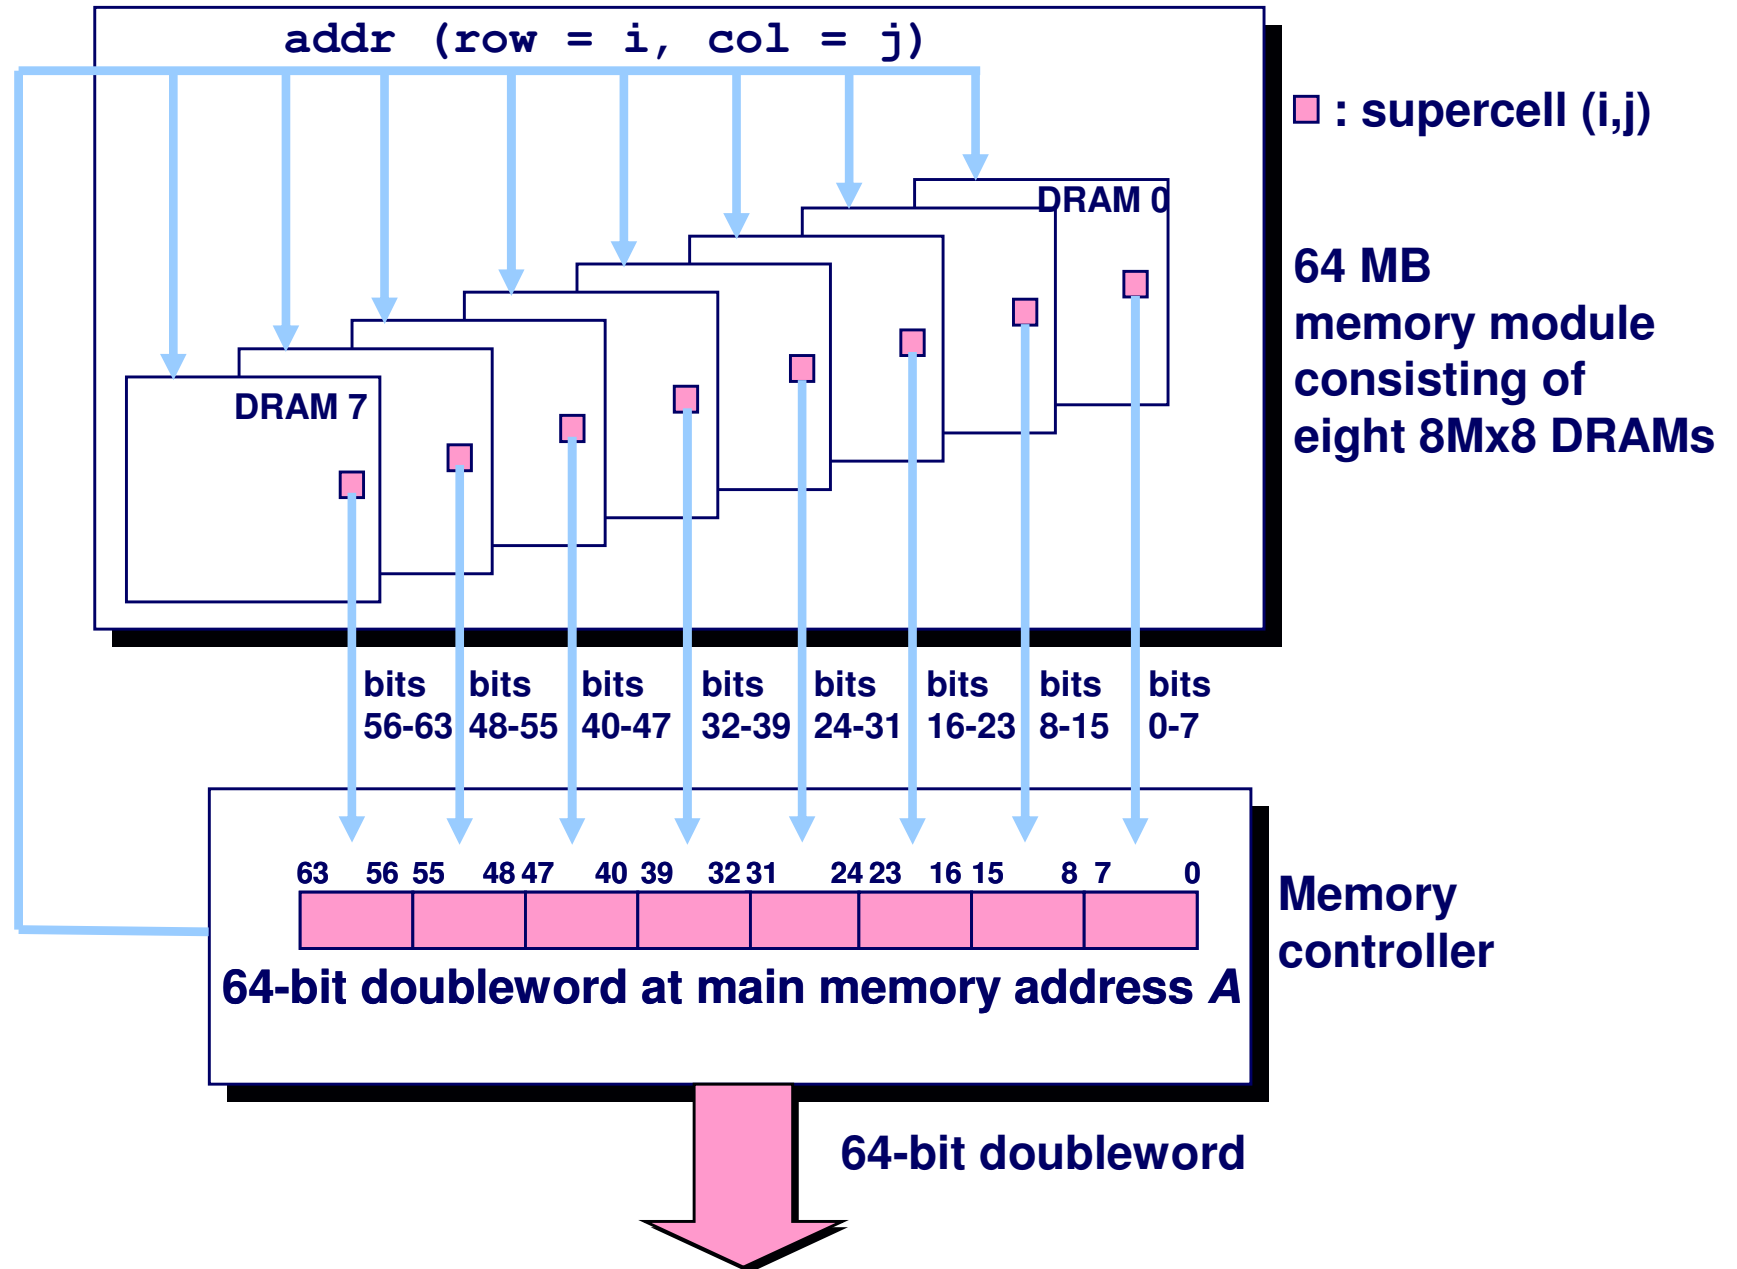 addr (row = i, col = j)
: supercell (i,j)
DRAM 0
64 MB
memory module
consisting of
eight 8Mx8 DRAMs
DRAM 7
bits bits bits bits bits bits bits bits
56-63 48-55 40-47 32-39 24-31 16-23 8-15 0-7
63 56 55 48 47 40 39 32 31 24 23 16 15 8 7 0
Memory
controller
64-bit doubleword at main memory address A
64-bit doubleword